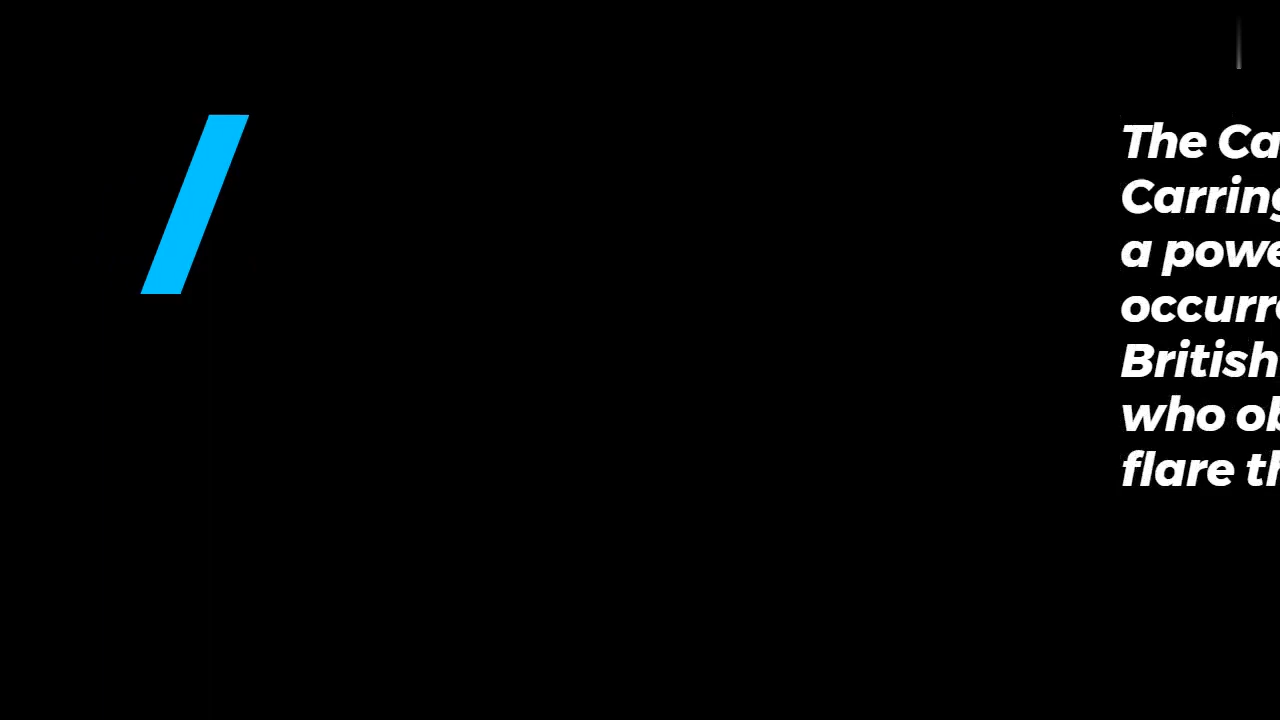 The Ca
Carring
a powe
occurre
British
who ob
flare th